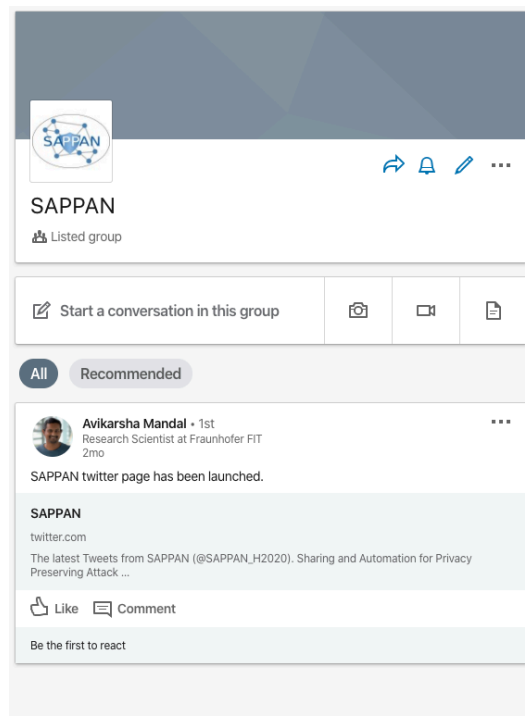 SAPPAN
SAPPAN
Listed group
Start a conversation in this group
All
Recommended
Avikarsha Mandal • 1st
Research Scientist at Fraunhofer FIT
2mo
SAPPAN twitter page has been launched.
SAPPAN
twitter.com
The latest Tweets from SAPPAN (@SAPPAN_H2020). Sharing and Automation for Privacy
Preserving Attack ...
Like
Comment
Be the first to react